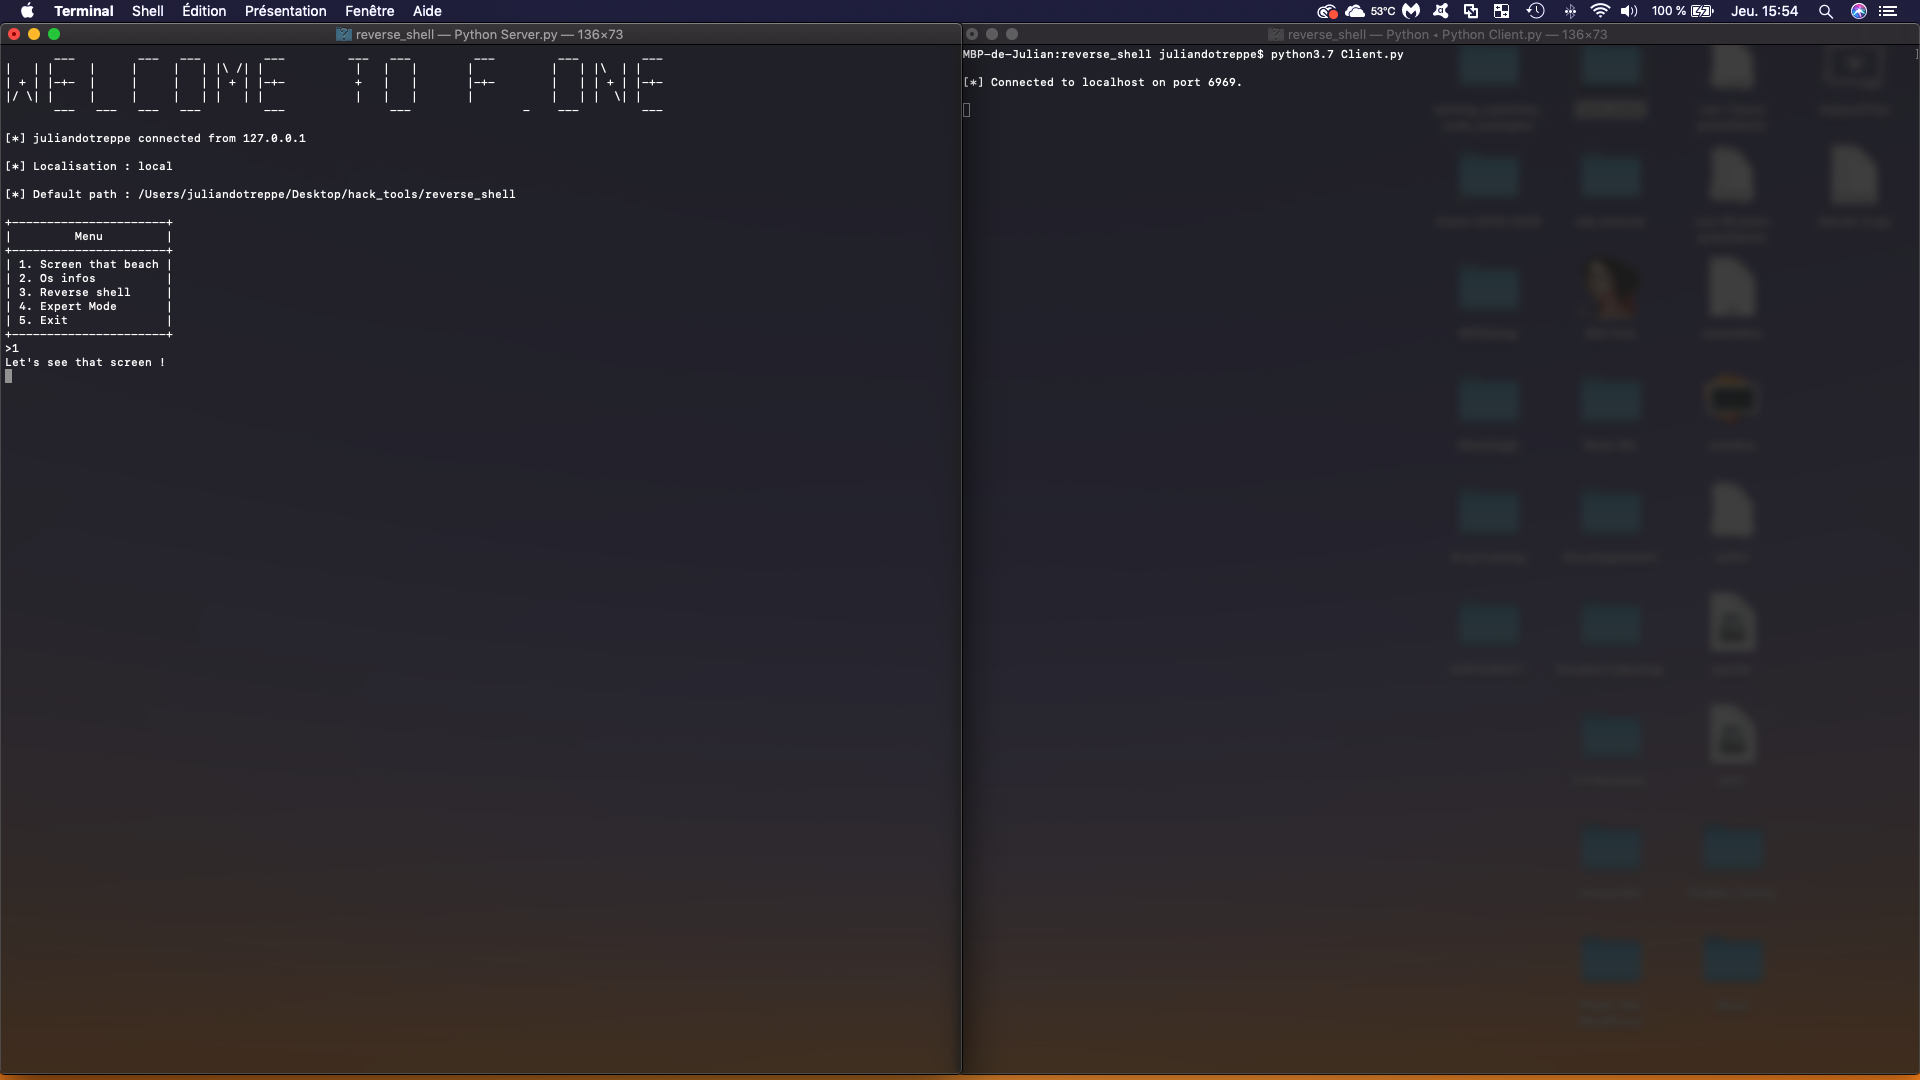 Terminal Shell Édition Présentation Fenêtre Aide 53°C 100 % Jeu. 15:54
reverse_shell — Python Server.py — 136×73
WELCOME TO F_ONE
[*] juliandotreppe connected from 127.0.0.1
[*] Localisation : local
[*] Default path : /Users/juliandotreppe/Desktop/hack_tools/reverse_shell
+----------------------+
| Menu |
+----------------------+
| 1. Screen that beach |
| 2. Os infos |
| 3. Reverse shell |
| 4. Expert Mode |
| 5. Exit |
+----------------------+
>1
Let's see that screen !
reverse_shell — Python • Python Client.py — 136×73
MBP-de-Julian:reverse_shell juliandotreppe$ python3.7 Client.py
[*] Connected to localhost on port 6969.